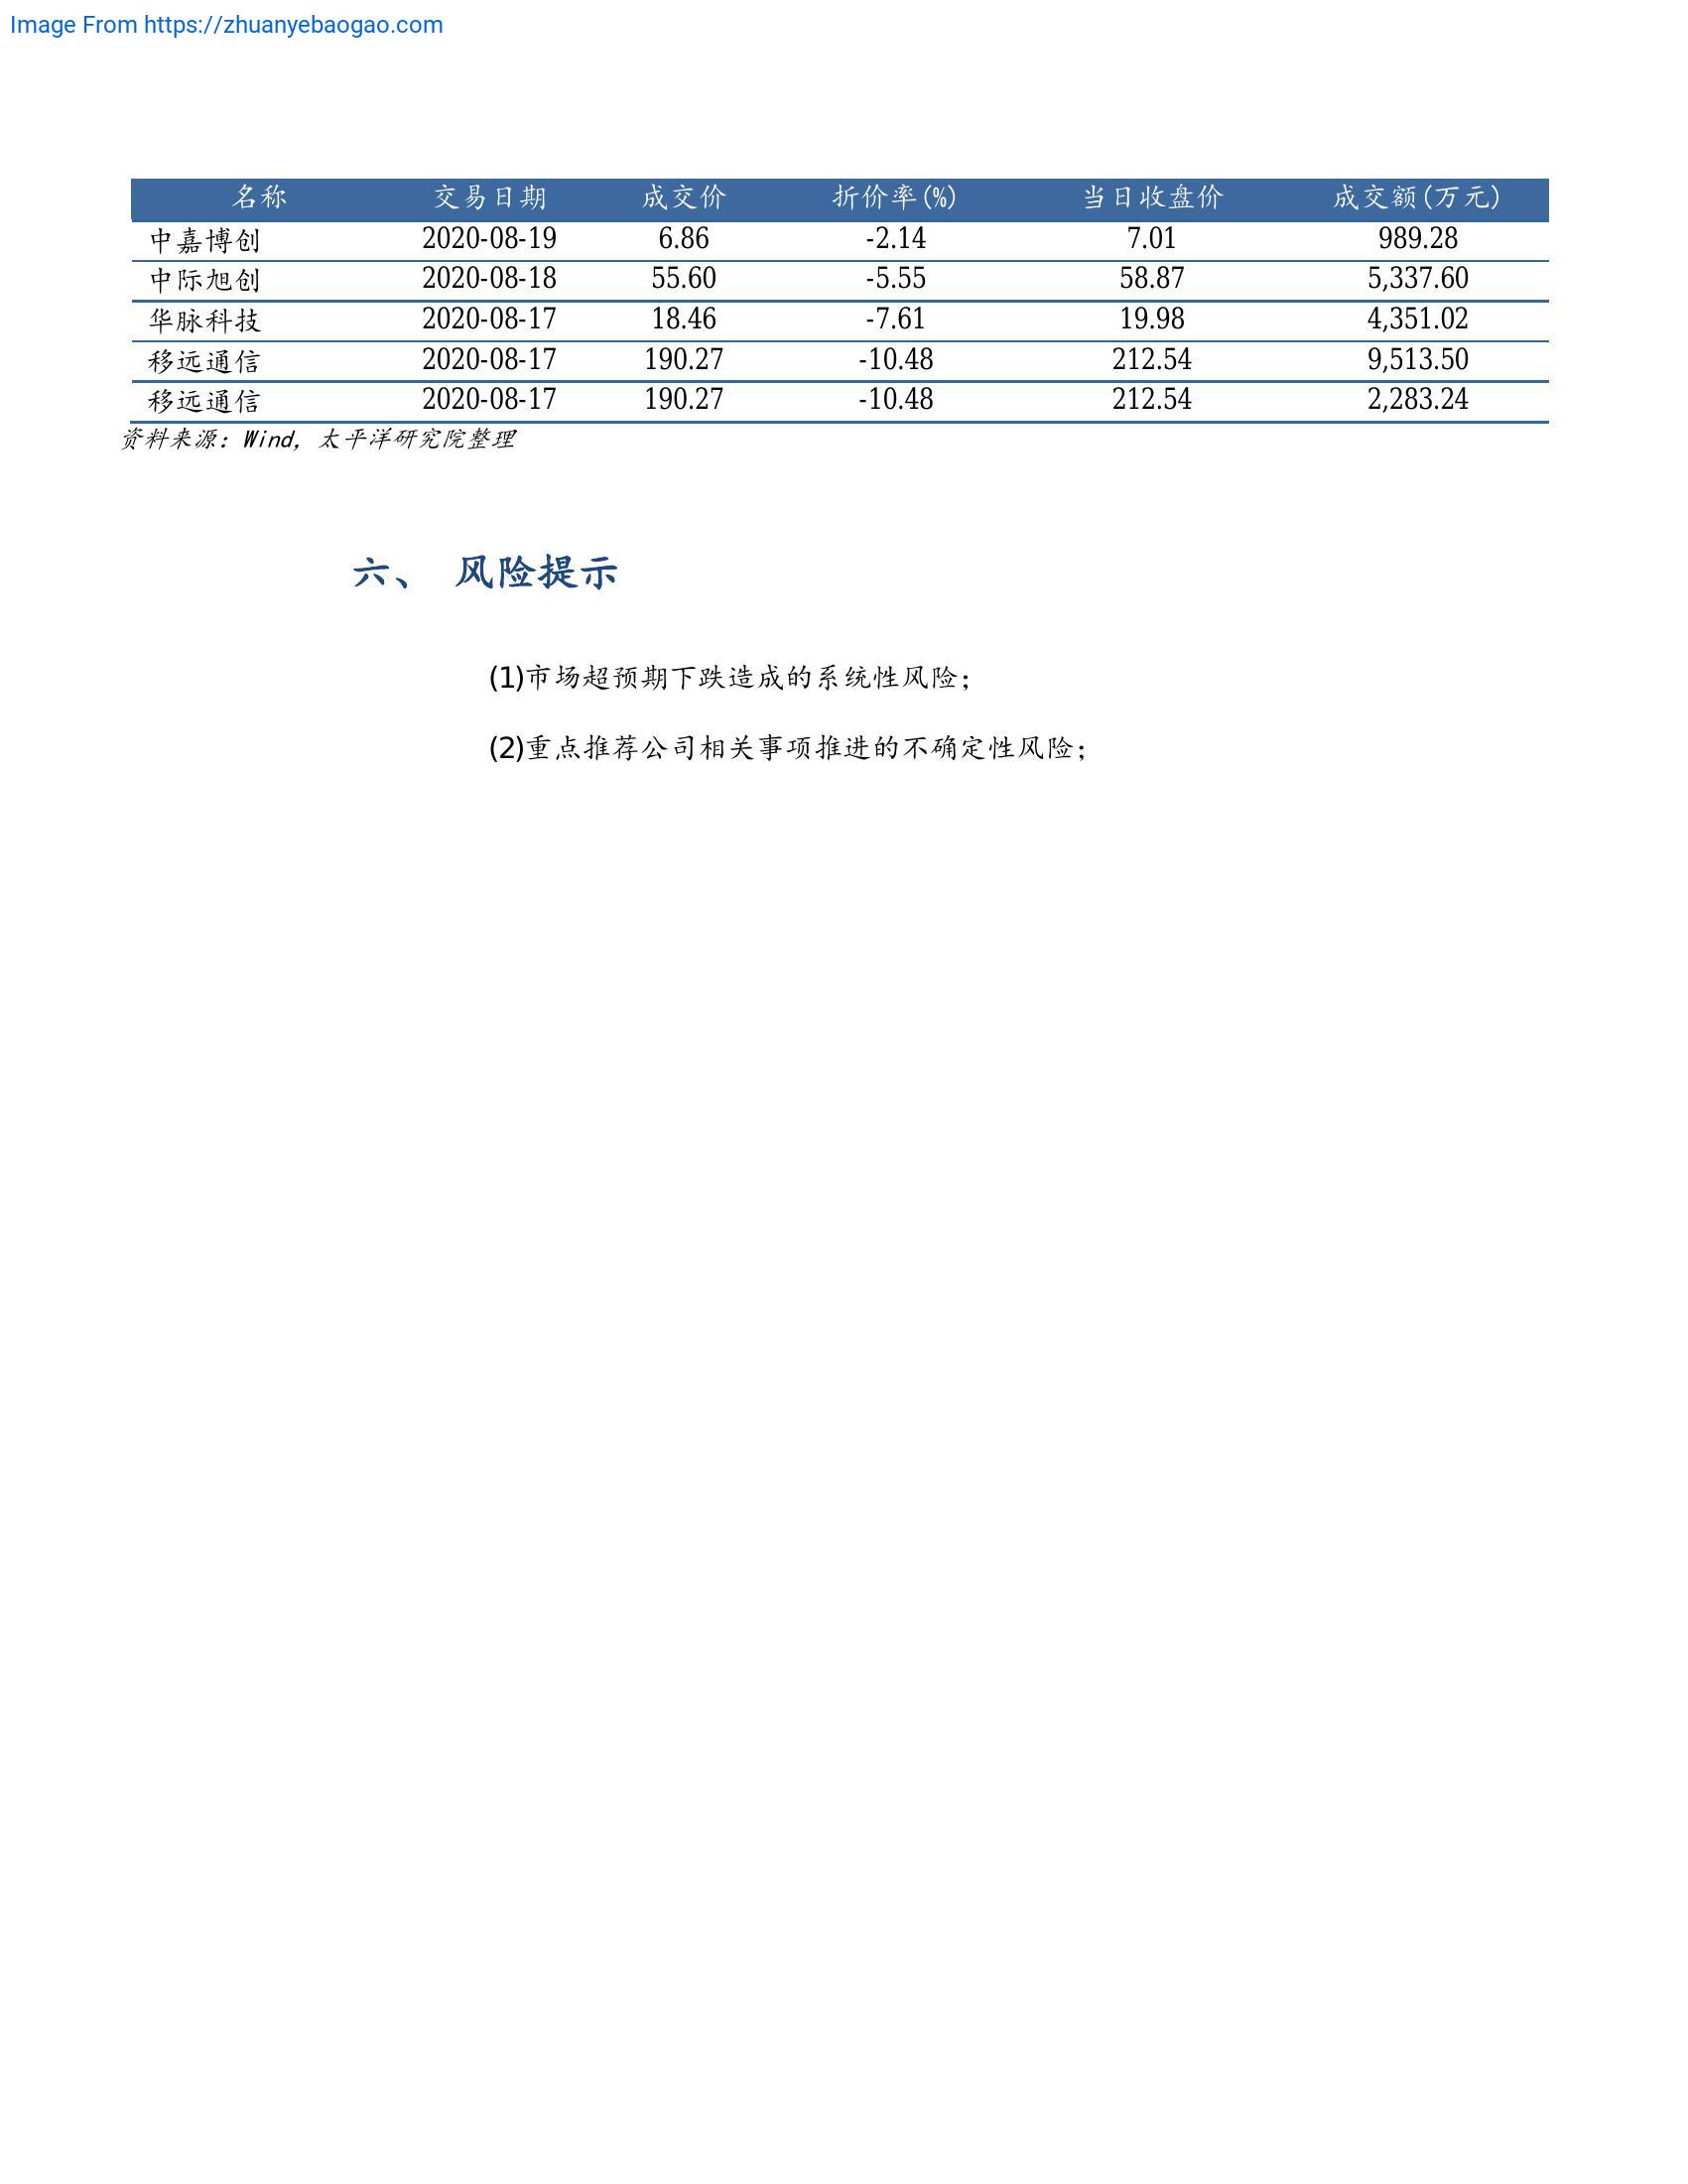 Image From https://zhuanyebaogao.com
名称 交易日期 成交价 折价率(%) 当日收盘价 成交额(万元)
中嘉博创 2020-08-19 6.86 -2.14 7.01 989.28
中际旭创 2020-08-18 55.60 -5.55 58.87 5,337.60
华脉科技 2020-08-17 18.46 -7.61 19.98 4,351.02
移远通信 2020-08-17 190.27 -10.48 212.54 9,513.50
移远通信 2020-08-17 190.27 -10.48 212.54 2,283.24
资料来源：Wind，太平洋研究院整理
六、 风险提示
(1)市场超预期下跌造成的系统性风险；
(2)重点推荐公司相关事项推进的不确定性风险；